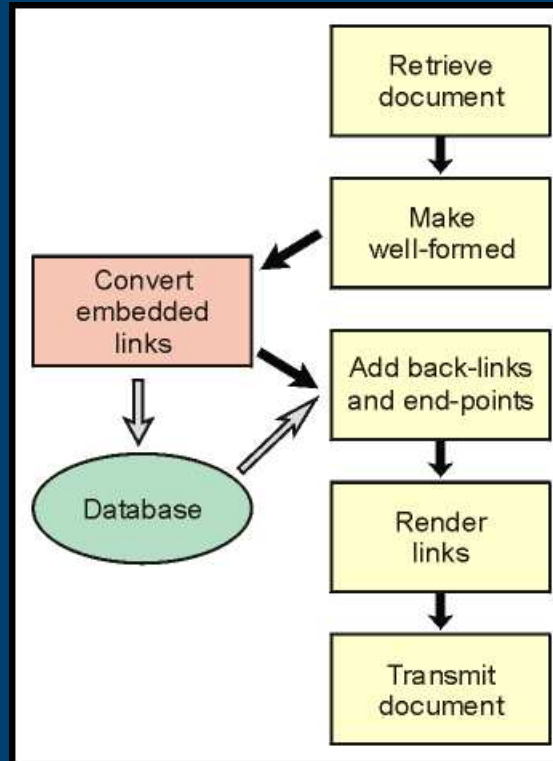 Retrieve
document
Make
well-formed
Convert
embedded
links
Add back-links
and end-points
Database
Render
links
Transmit
document